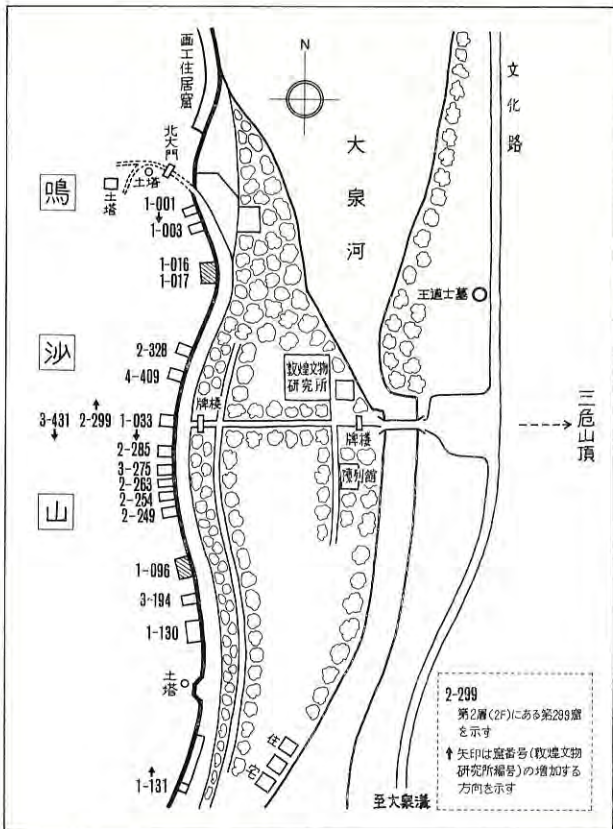 画工住居窟
N
北大門
大泉河
文化路
土塔
土塔
鳴
1-001
↓
1-003
1-016
1-017
王道士墓
沙
2-328
4-409
敦煌文物
研究所
牌楼
↑
3-431 2-299 1-033
↓ ↓
2-285
3-275
2-263
2-254
2-249
牌楼
陳列館
三危山頂
山
1-096
3-194
1-130
土塔
↑
1-131
住宅
至大泉溝
2-299
第2層(2F)にある第299窟
を示す
↑ 矢印は窟番号(敦煌文物
研究所編号)の増加する
方向を示す